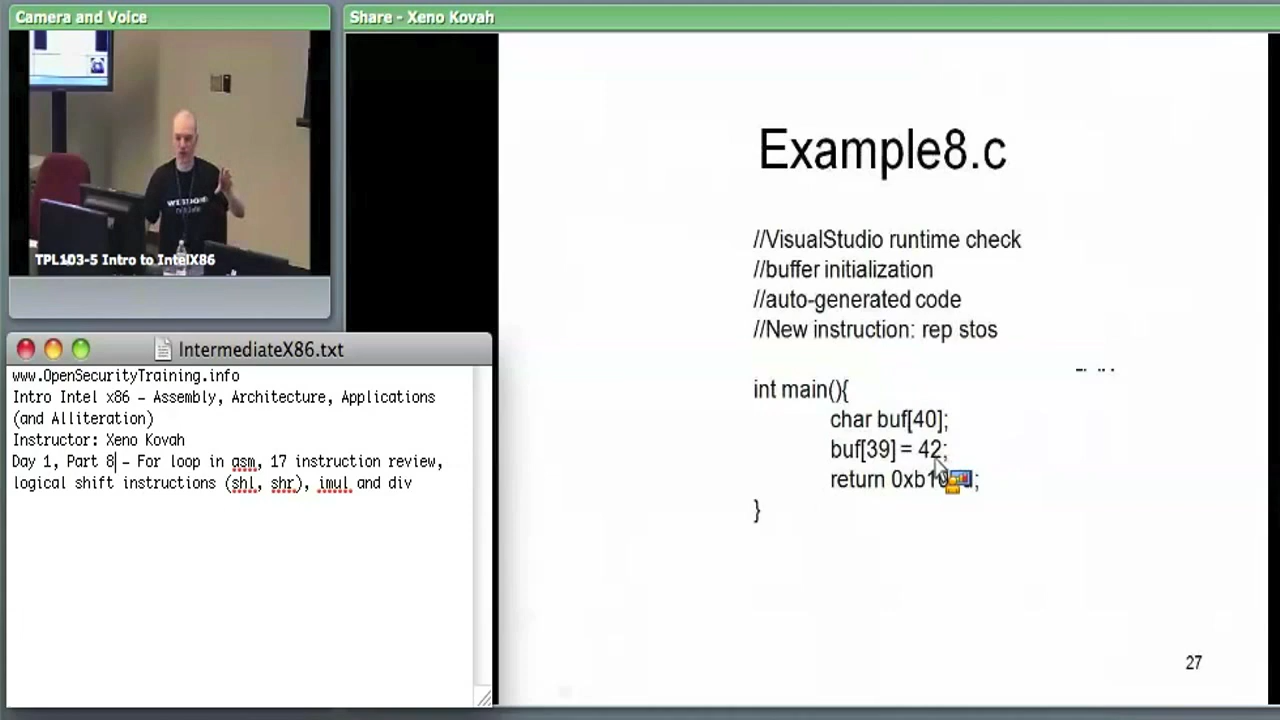 Camera and Voice
Share - Xeno Kovah
TPL103-5 Intro to IntelX86
IntermediateX86.txt
www.OpenSecurityTraining.info
Intro Intel x86 – Assembly, Architecture, Applications
(and Alliteration)
Instructor: Xeno Kovah
Day 1, Part 8 – For loop in asm, 17 instruction review,
logical shift instructions (shl, shr), imul and div
Example8.c
//VisualStudio runtime check
//buffer initialization
//auto-generated code
//New instruction: rep stos
int main(){
char buf[40];
buf[39] = 42;
return
}
27